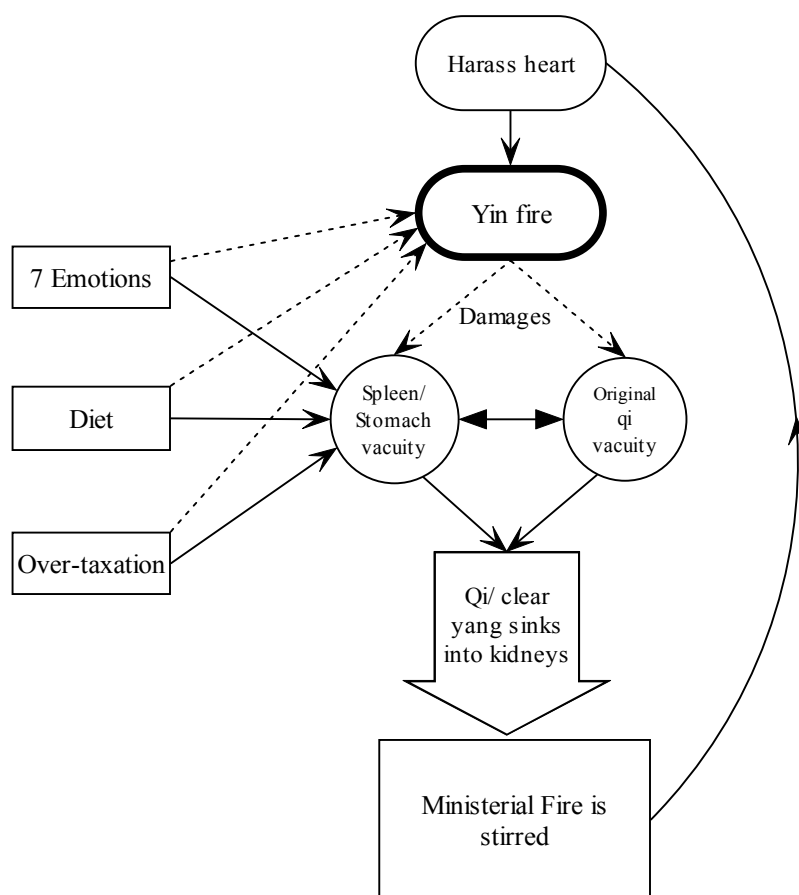 Harass heart
Yin fire
7 Emotions
Damages
Diet
Spleen/
Stomach
vacuity
Original
qi
vacuity
Over-taxation
Qi/ clear
yang sinks
into kidneys
Ministerial Fire is
stirred